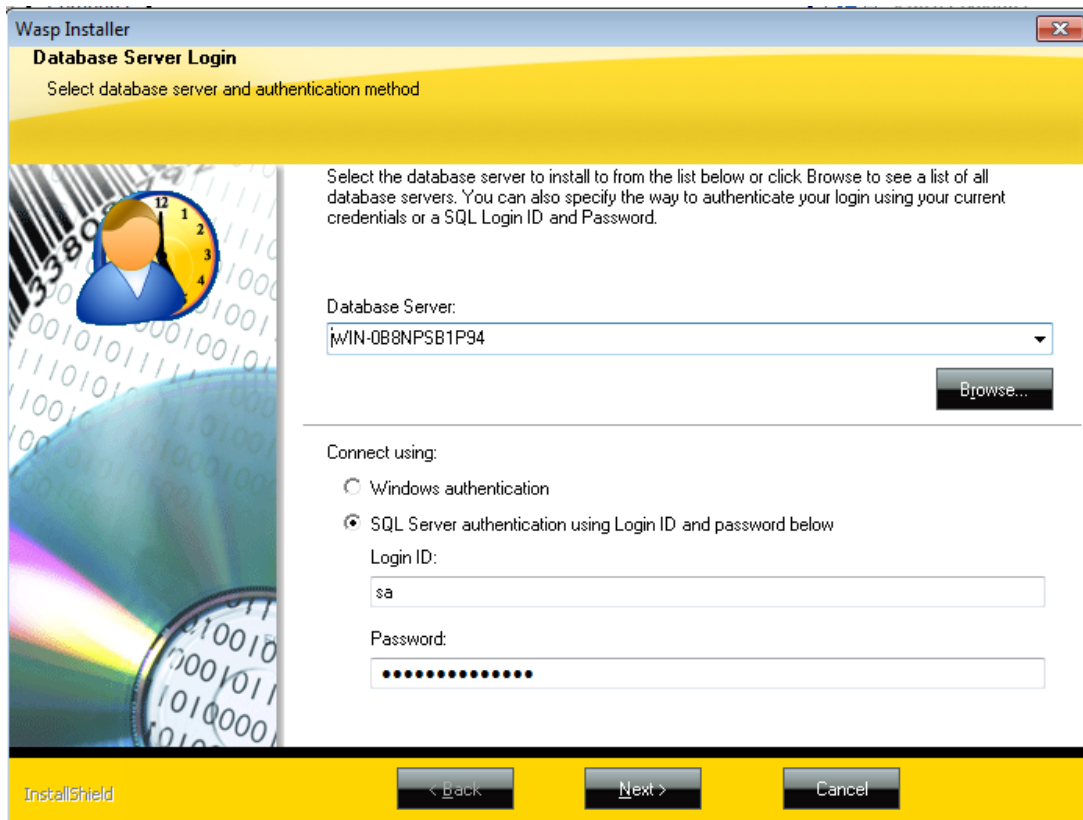 Wasp Installer
Database Server Login
Select database server and authentication method
Select the database server to install to from the list below or click Browse to see a list of all
database servers. You can also specify the way to authenticate your login using your current
credentials or a SQL Login ID and Password.
Database Server:
WIN-0B8NPSB1P94
Browse...
Connect using:
Windows authentication
SQL Server authentication using Login ID and password below
Login ID:
sa
Password:
••••••••••••••
InstallShield
< Back
Next >
Cancel